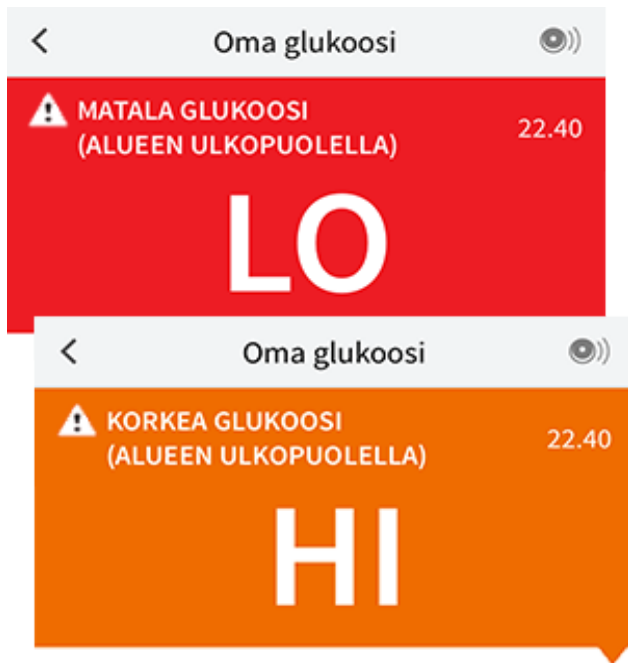 Oma glukoosi
MATALA GLUKOOSI 22.40
(ALUEEN ULKOPUOLELLA)
LO
Oma glukoosi
KORKEA GLUKOOSI 22.40
(ALUEEN ULKOPUOLELLA)
HI